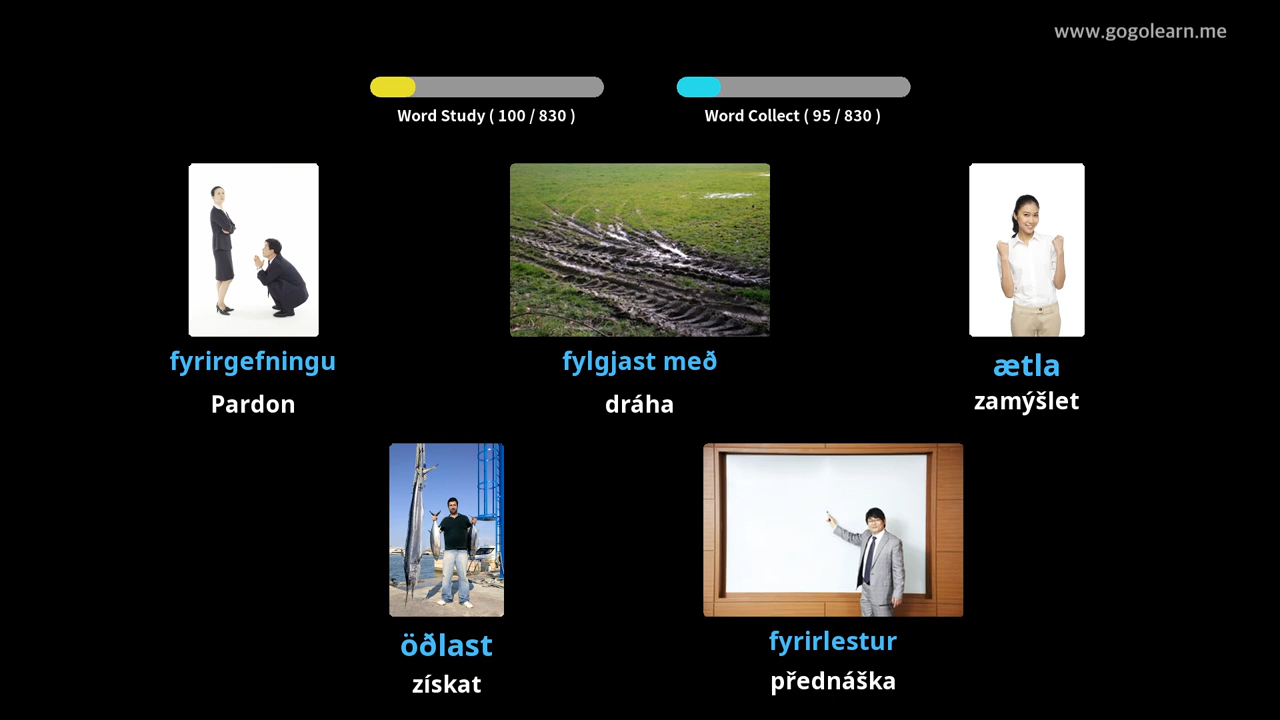 www.gogolearn.me
Word Study ( 100 / 830 )
Word Collect ( 95 / 830 )
fyrirgefningu
Pardon
fylgjast með
dráha
ætla
zamýšlet
öðlast
získat
fyrirlestur
přednáška